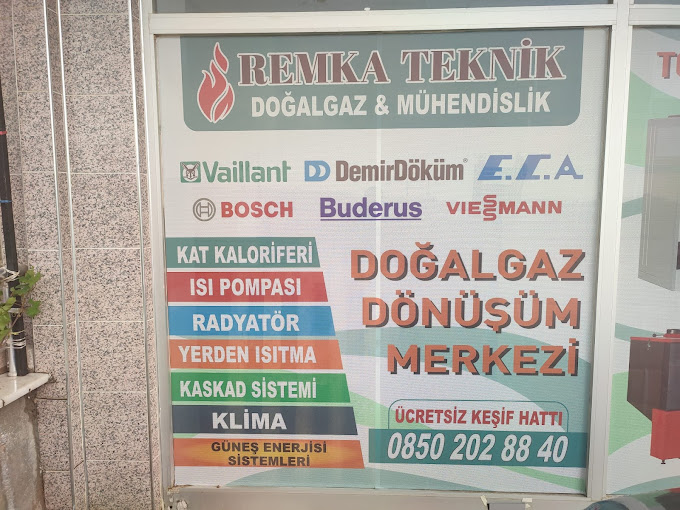 REMKA TEKNİK
DOĞALGAZ & MÜHENDİSLİK
Vaillant DD DemirDöküm® E.C.A
BOSCH Buderus VIESSMANN
KAT KALORİFERİ
ISI POMPASI
RADYATÖR
YERDEN ISITMA
KASKAD SİSTEMİ
KLİMA
GÜNEŞ ENERJİSİ
SİSTEMLERİ
DOĞALGAZ
DÖNÜŞÜM
MERKEZİ
ÜCRETSİZ KEŞİF HATTI
0850 202 88 40